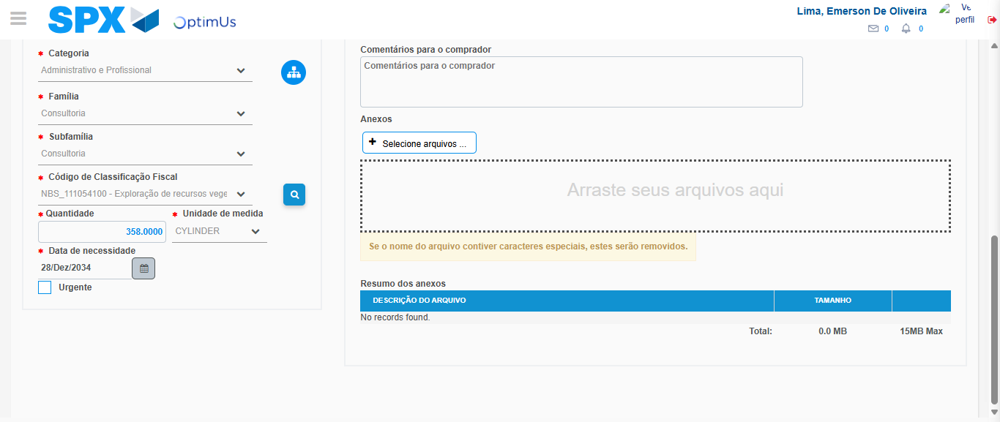 SPX
OptimUs
Lima, Emerson De Oliveira
0
0
Ve
perfil
* Categoria
Administrativo e Profissional
* Família
Consultoria
* Subfamília
Consultoria
* Código de Classificação Fiscal
NBS_111054100 - Exploração de recursos vege
* Quantidade
* Unidade de medida
358.0000
CYLINDER
* Data de necessidade
28/Dez/2034
Urgente
Comentários para o comprador
Comentários para o comprador
Anexos
+ Selecione arquivos ...
Arraste seus arquivos aqui
Se o nome do arquivo contiver caracteres especiais, estes serão removidos.
Resumo dos anexos
DESCRIÇÃO DO ARQUIVO TAMANHO
No records found.
Total: 0.0 MB 15MB Max